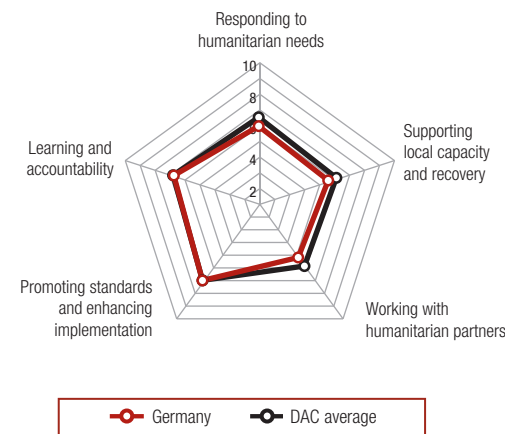 Responding to
humanitarian needs
10
8
6
4
2
Supporting
local capacity
and recovery
Learning and
accountability
Promoting standards
and enhancing
implementation
Working with
humanitarian partners
Germany
DAC average